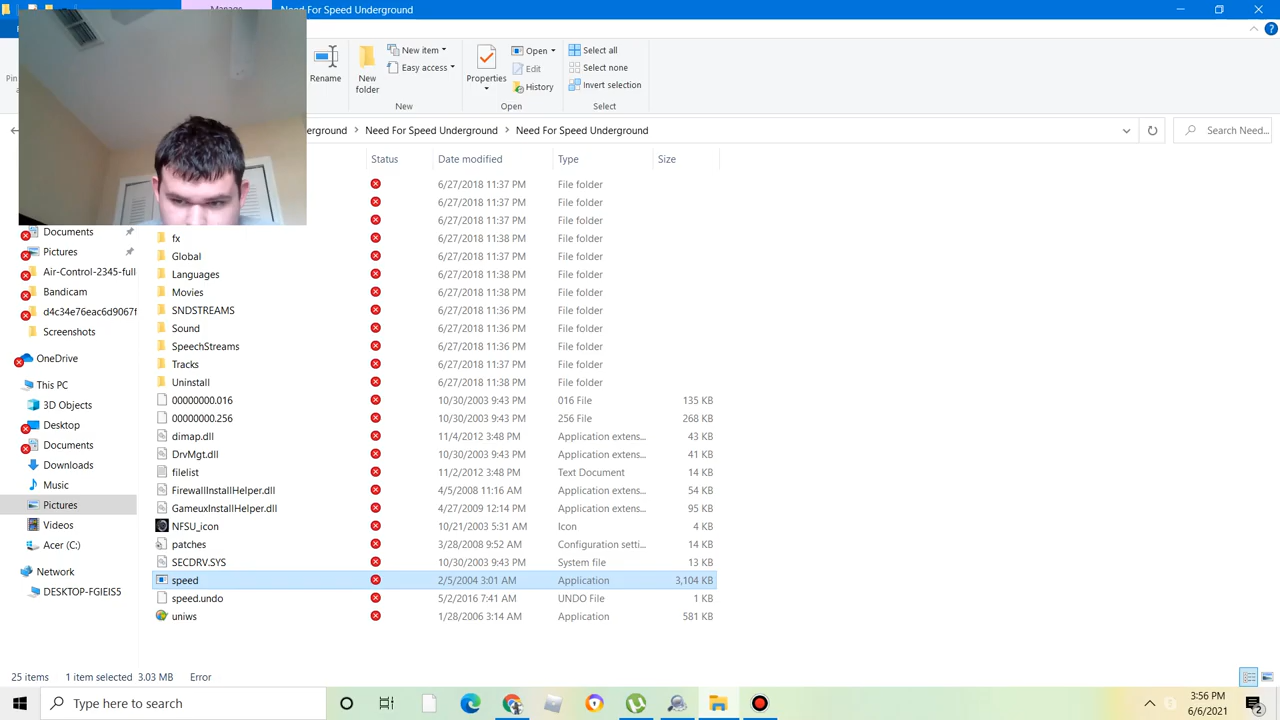 Manage
Need For Speed Underground
Rename
New folder
New item
Easy access
New
Properties
Open
Edit
History
Open
Select all
Select none
Invert selection
Select
erground > Need For Speed Underground > Need For Speed Underground
Search Need...
Status Date modified Type Size
6/27/2018 11:37 PM File folder
6/27/2018 11:37 PM File folder
6/27/2018 11:37 PM File folder
fx 6/27/2018 11:38 PM File folder
Global 6/27/2018 11:37 PM File folder
Languages 6/27/2018 11:38 PM File folder
Movies 6/27/2018 11:38 PM File folder
SNDSTREAMS 6/27/2018 11:36 PM File folder
Sound 6/27/2018 11:36 PM File folder
SpeechStreams 6/27/2018 11:36 PM File folder
Tracks 6/27/2018 11:37 PM File folder
Uninstall 6/27/2018 11:38 PM File folder
00000000.016 10/30/2003 9:43 PM 016 File 135 KB
00000000.256 10/30/2003 9:43 PM 256 File 268 KB
dimap.dll 11/4/2012 3:48 PM Application extens... 43 KB
DrvMgt.dll 10/30/2003 9:43 PM Application extens... 41 KB
filelist 11/2/2012 3:48 PM Text Document 14 KB
FirewallInstallHelper.dll 4/5/2008 11:16 AM Application extens... 54 KB
GameuxInstallHelper.dll 4/27/2009 12:14 PM Application extens... 95 KB
NFSU_icon 10/21/2003 5:31 AM Icon 4 KB
patches 3/28/2008 9:52 AM Configuration setti... 14 KB
SECDRV.SYS 10/30/2003 9:43 PM System file 13 KB
speed 2/5/2004 3:01 AM Application 3,104 KB
speed.undo 5/2/2016 7:41 AM UNDO File 1 KB
uniws 1/28/2006 3:14 AM Application 581 KB
Documents
Pictures
Air-Control-2345-full
Bandicam
d4c34e76eac6d9067f
Screenshots
OneDrive
This PC
3D Objects
Desktop
Documents
Downloads
Music
Pictures
Videos
Acer (C:)
Network
DESKTOP-FGIEIS5
25 items 1 item selected 3.03 MB Error
Type here to search
3:56 PM
6/6/2021
2